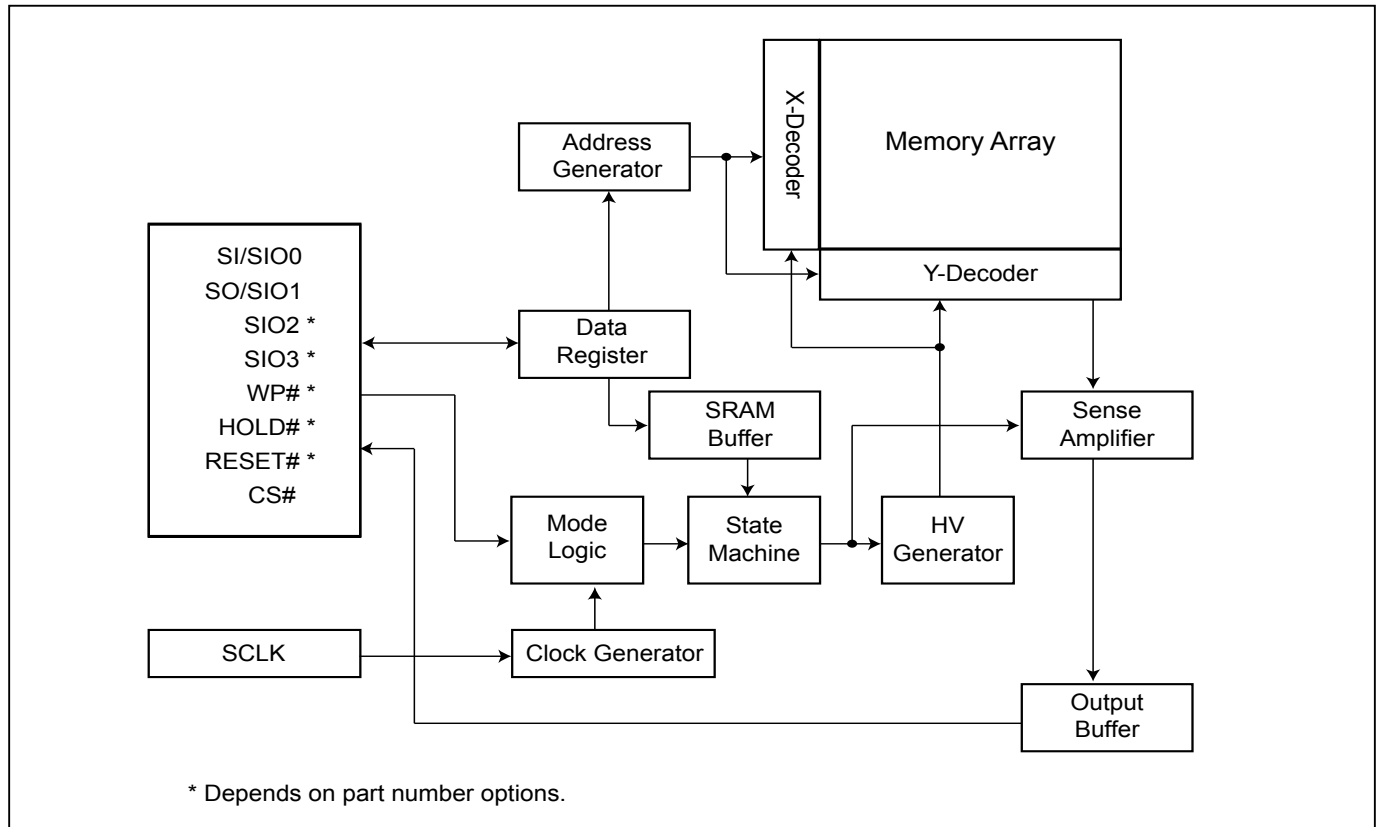 X-Decoder
Memory Array
Address
Generator
Y-Decoder
SI/SIO0
SO/SIO1
SIO2 *
SIO3 *
WP# *
HOLD# *
RESET# *
CS#
Data
Register
SRAM
Buffer
Sense
Amplifier
Mode
Logic
State
Machine
HV
Generator
SCLK
Clock Generator
Output
Buffer
* Depends on part number options.